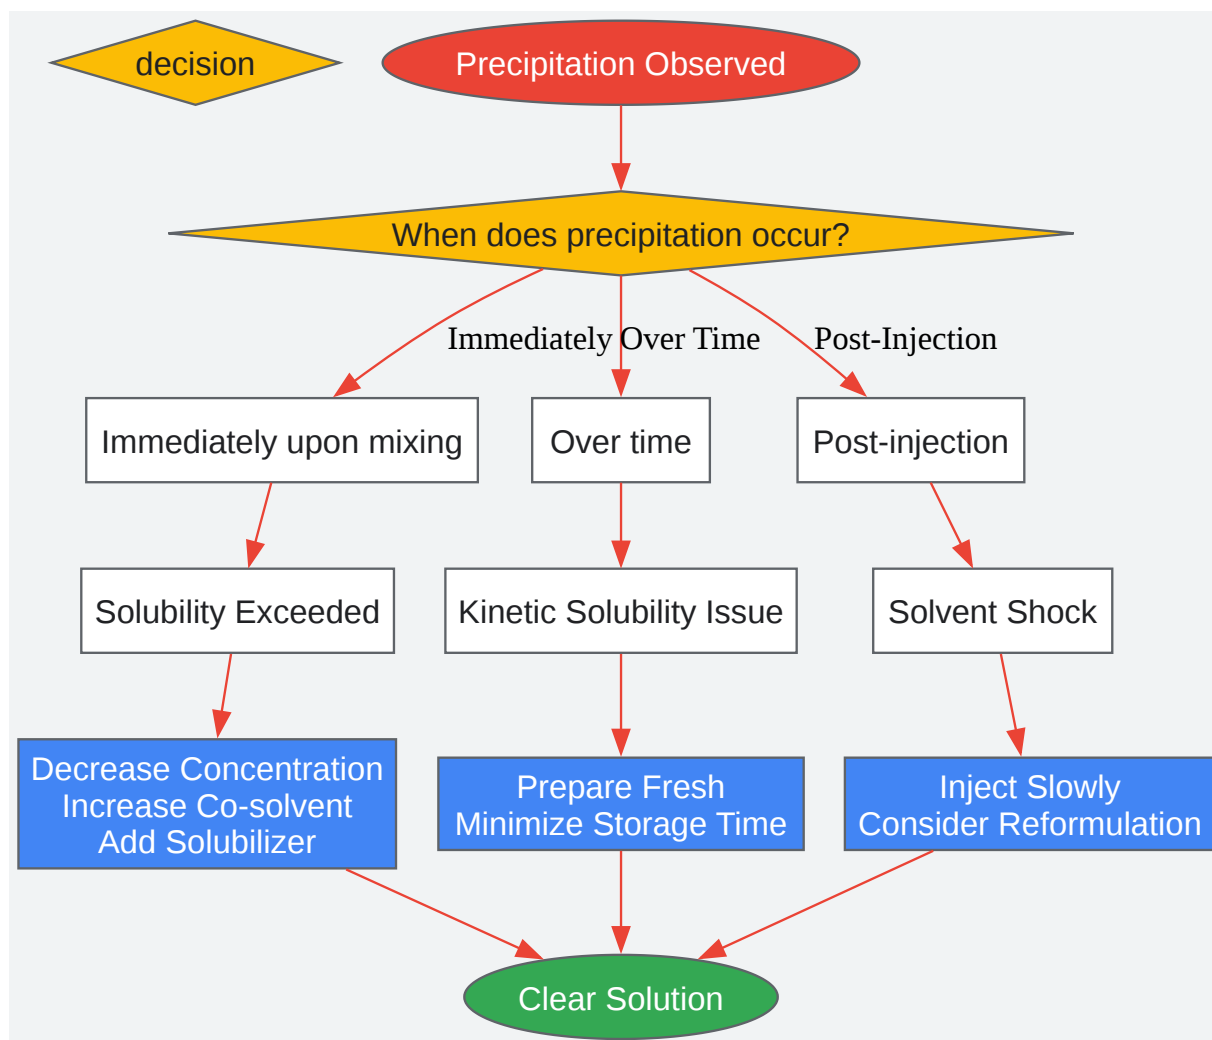 decision
Precipitation Observed
When does precipitation occur?
Immediately
Over Time
Post-Injection
Immediately upon mixing
Over time
Post-injection
Solubility Exceeded
Kinetic Solubility Issue
Solvent Shock
Decrease Concentration
Increase Co-solvent
Add Solubilizer
Prepare Fresh
Minimize Storage Time
Inject Slowly
Consider Reformulation
Clear Solution